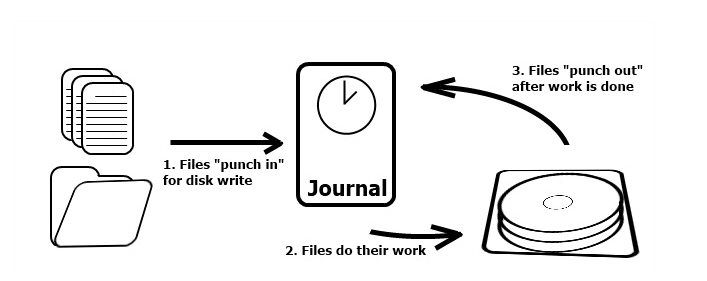 1. Files "punch in"
for disk write
Journal
2. Files do their work
3. Files "punch out"
after work is done